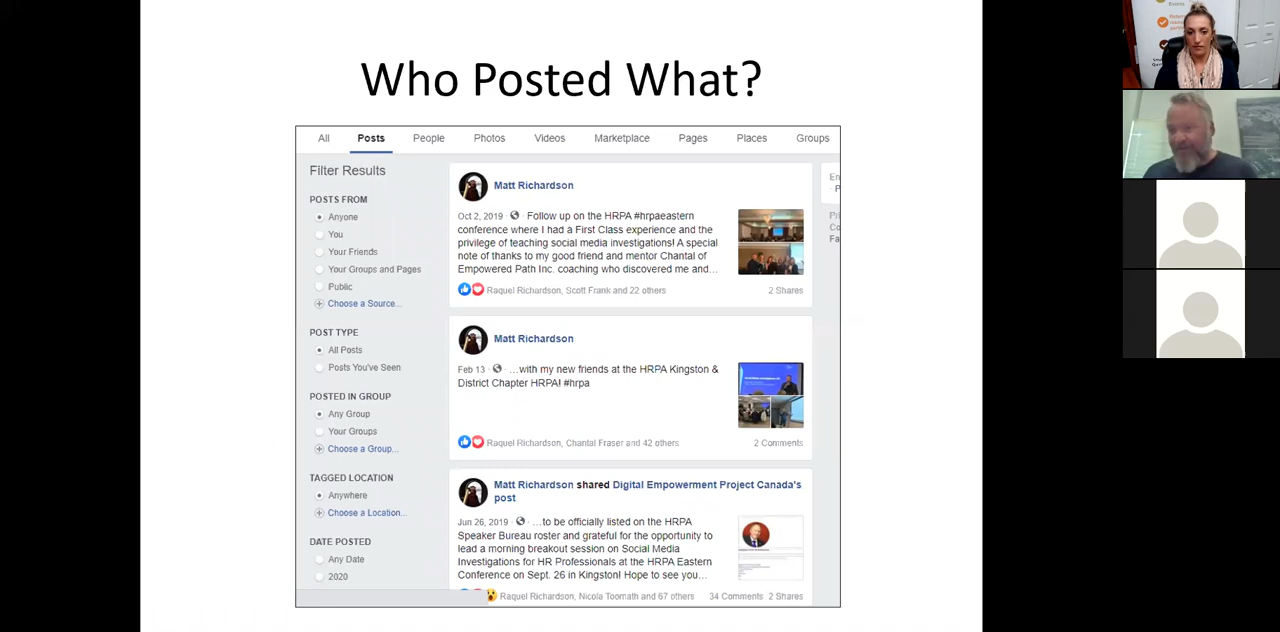 Who Posted What?
All Posts People Photos Videos Marketplace Pages Places Groups
Filter Results
POSTS FROM
Anyone
You
Your Friends
Your Groups and Pages
Public
Choose a Source...
POST TYPE
All Posts
Posts You've Seen
POSTED IN GROUP
Any Group
Your Groups
Choose a Group...
TAGGED LOCATION
Anywhere
Choose a Location...
DATE POSTED
Any Date
2020
Matt Richardson
Oct 2, 2019 · Follow up on the HRPA #hrpaeastern
conference where I had a First Class experience and the
privilege of teaching social media investigations! A special
note of thanks to my good friend and mentor Chantal of
Empowered Path Inc. coaching who discovered me and...
Raquel Richardson, Scott Frank and 22 others 2 Shares
Matt Richardson
Feb 13 · ...with my new friends at the HRPA Kingston &
District Chapter HRPA! #hrpa
Raquel Richardson, Chantal Fraser and 42 others 2 Comments
Matt Richardson shared Digital Empowerment Project Canada's
post
Jun 26, 2019 · ...to be officially listed on the HRPA
Speaker Bureau roster and grateful for the opportunity to
lead a morning breakout session on Social Media
Investigations for HR Professionals at the HRPA Eastern
Conference on Sept. 26 in Kingston! Hope to see you...
Raquel Richardson, Nicola Toomath and 67 others 34 Comments 2 Shares